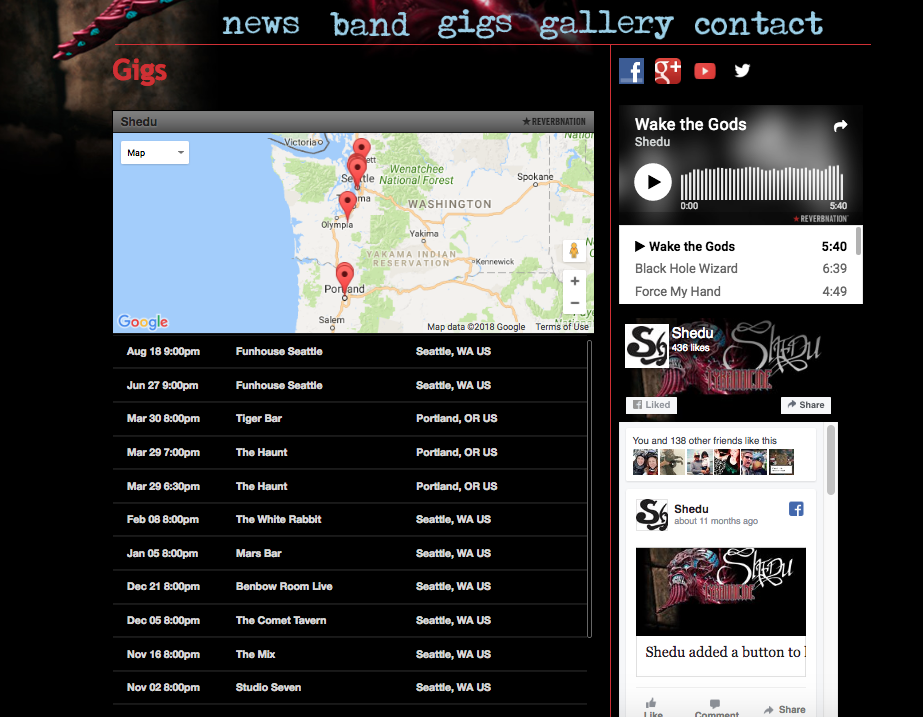 news band gigs gallery contact
Gigs
Shedu
★REVERBNATION
Map
Victoria
Everett
Seattle
Tacoma
Olympia
Wenatchee
National Forest
Spokane
WASHINGTON
Yakima
YAKAMA INDIAN
RESERVATION
Kennewick
Portland
Salem
Google
Map data ©2018 Google Terms of Use
Aug 18 9:00pm Funhouse Seattle Seattle, WA US
Jun 27 9:00pm Funhouse Seattle Seattle, WA US
Mar 30 8:00pm Tiger Bar Portland, OR US
Mar 29 7:00pm The Haunt Portland, OR US
Mar 29 6:30pm The Haunt Portland, OR US
Feb 08 8:00pm The White Rabbit Seattle, WA US
Jan 05 8:00pm Mars Bar Seattle, WA US
Dec 21 8:00pm Benbow Room Live Seattle, WA US
Dec 05 8:00pm The Comet Tavern Seattle, WA US
Nov 16 8:00pm The Mix Seattle, WA US
Nov 02 8:00pm Studio Seven Seattle, WA US
Wake the Gods
Shedu
0:00 5:40
★ REVERBNATION
Wake the Gods 5:40
Black Hole Wizard 6:39
Force My Hand 4:49
Shedu
436 likes
Shedu
Liked Share
You and 138 other friends like this
Shedu
about 11 months ago
Shedu
Shedu added a button to
Like Comment Share